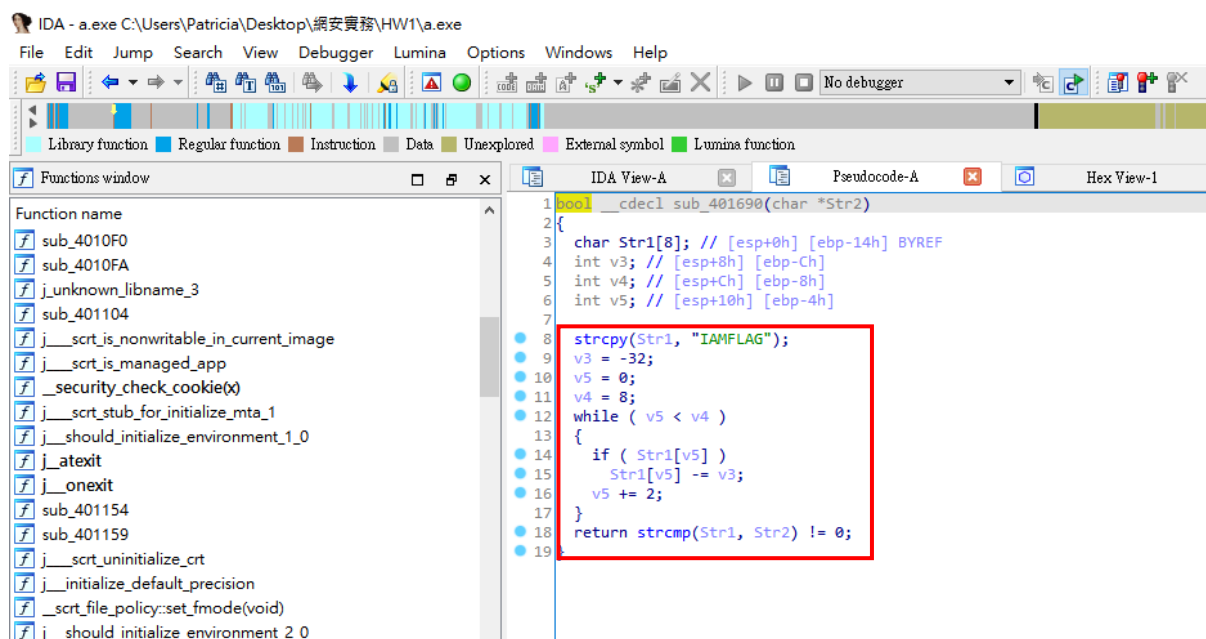 IDA - a.exe C:\Users\Patricia\Desktop\網安實務\HW1\a.exe
File Edit Jump Search View Debugger Lumina Options Windows Help
No debugger
Library function Regular function Instruction Data Unexplored External symbol Lumina function
Functions window
Function name
sub_4010F0
sub_4010FA
j_unknown_libname_3
sub_401104
j___scrt_is_nonwritable_in_current_image
j___scrt_is_managed_app
__security_check_cookie(x)
j___scrt_stub_for_initialize_mta_1
j__should_initialize_environment_1_0
j__atexit
j__onexit
sub_401154
sub_401159
j___scrt_uninitialize_crt
j__initialize_default_precision
__scrt_file_policy::set_fmode(void)
j__should_initialize_environment_2_0
IDA View-A Pseudocode-A Hex View-1
1 bool __cdecl sub_401690(char *Str2)
2 {
3 char Str1[8]; // [esp+0h] [ebp-14h] BYREF
4 int v3; // [esp+8h] [ebp-Ch]
5 int v4; // [esp+Ch] [ebp-8h]
6 int v5; // [esp+10h] [ebp-4h]
7
8 strcpy(Str1, "IAMFLAG");
9 v3 = -32;
10 v5 = 0;
11 v4 = 8;
12 while ( v5 < v4 )
13 {
14 if ( Str1[v5] )
15 Str1[v5] -= v3;
16 v5 += 2;
17 }
18 return strcmp(Str1, Str2) != 0;
19 }